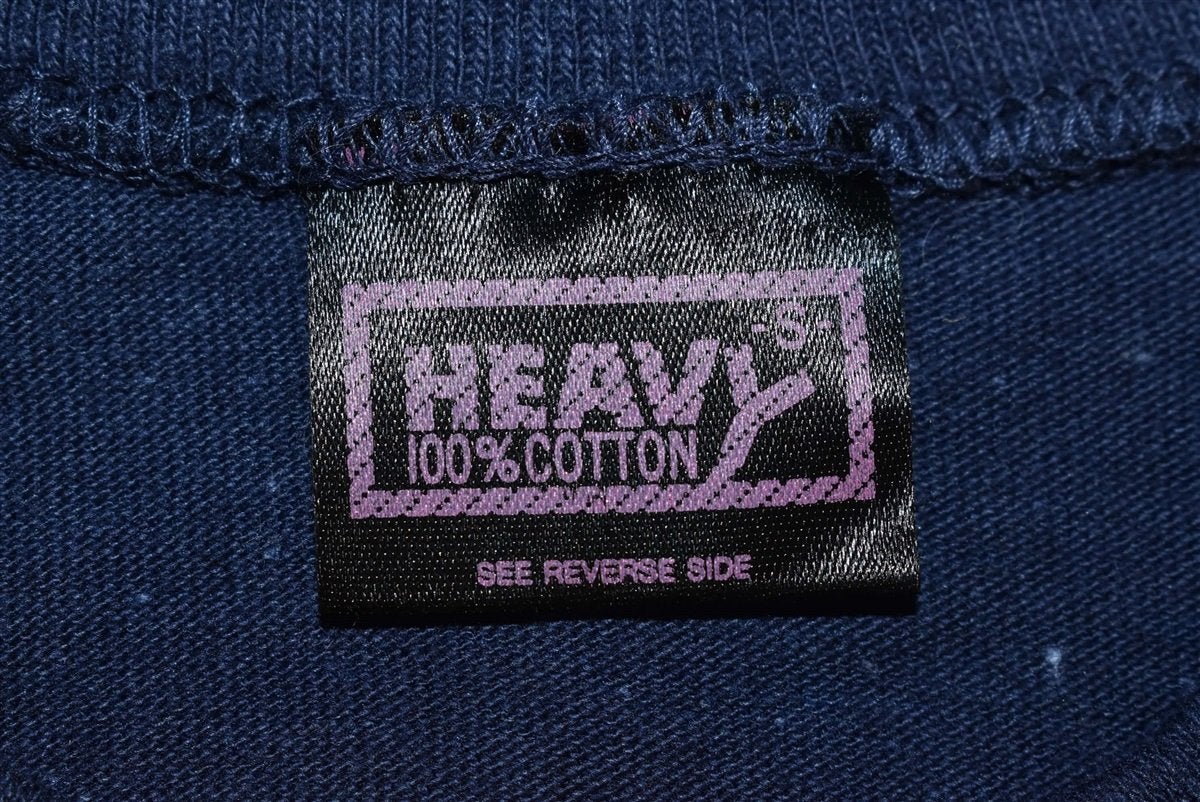 -S-
HEAVY
100% COTTON
SEE REVERSE SIDE